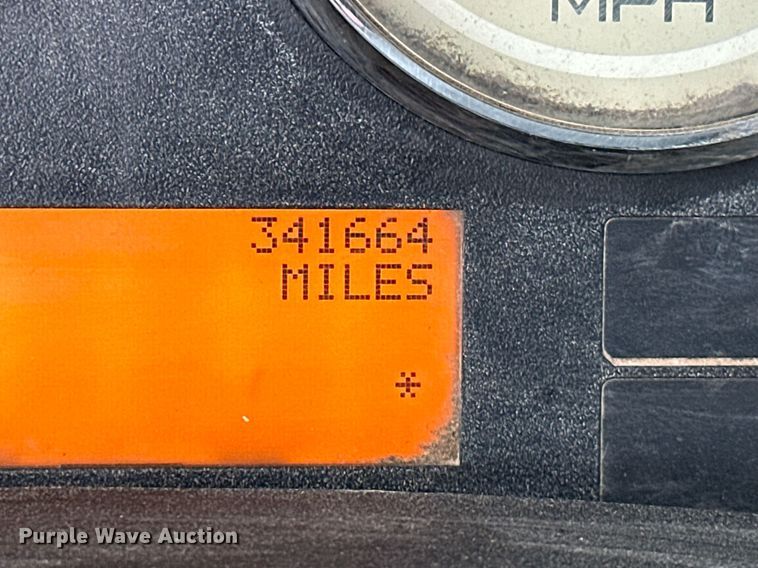 MPH
341664
MILES
*
Purple Wave Auction®